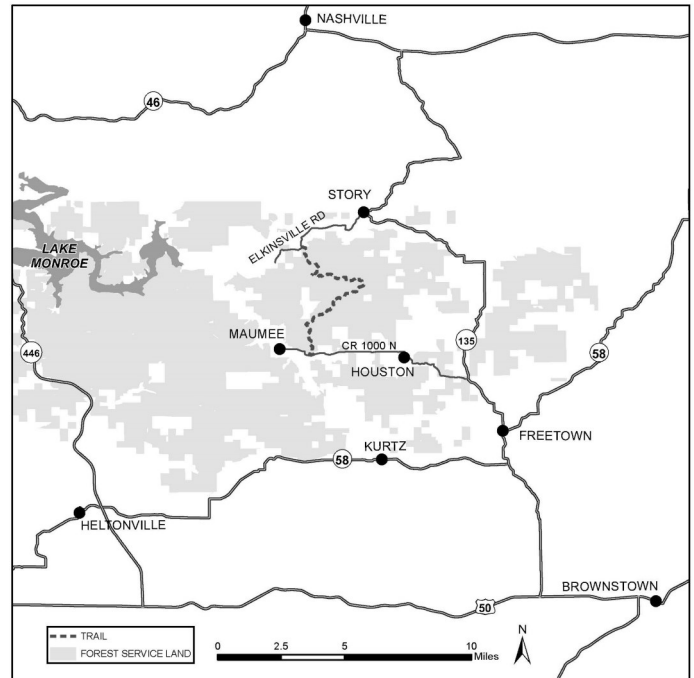 NASHVILLE
46
STORY
ELKINSVILLE RD
LAKE
MONROE
MAUMEE
CR 1000 N
135
446
58
HOUSTON
FREETOWN
KURTZ
58
HELTONVILLE
BROWNSTOWN
50
TRAIL
FOREST SERVICE LAND
0 2.5 5 10
Miles
N